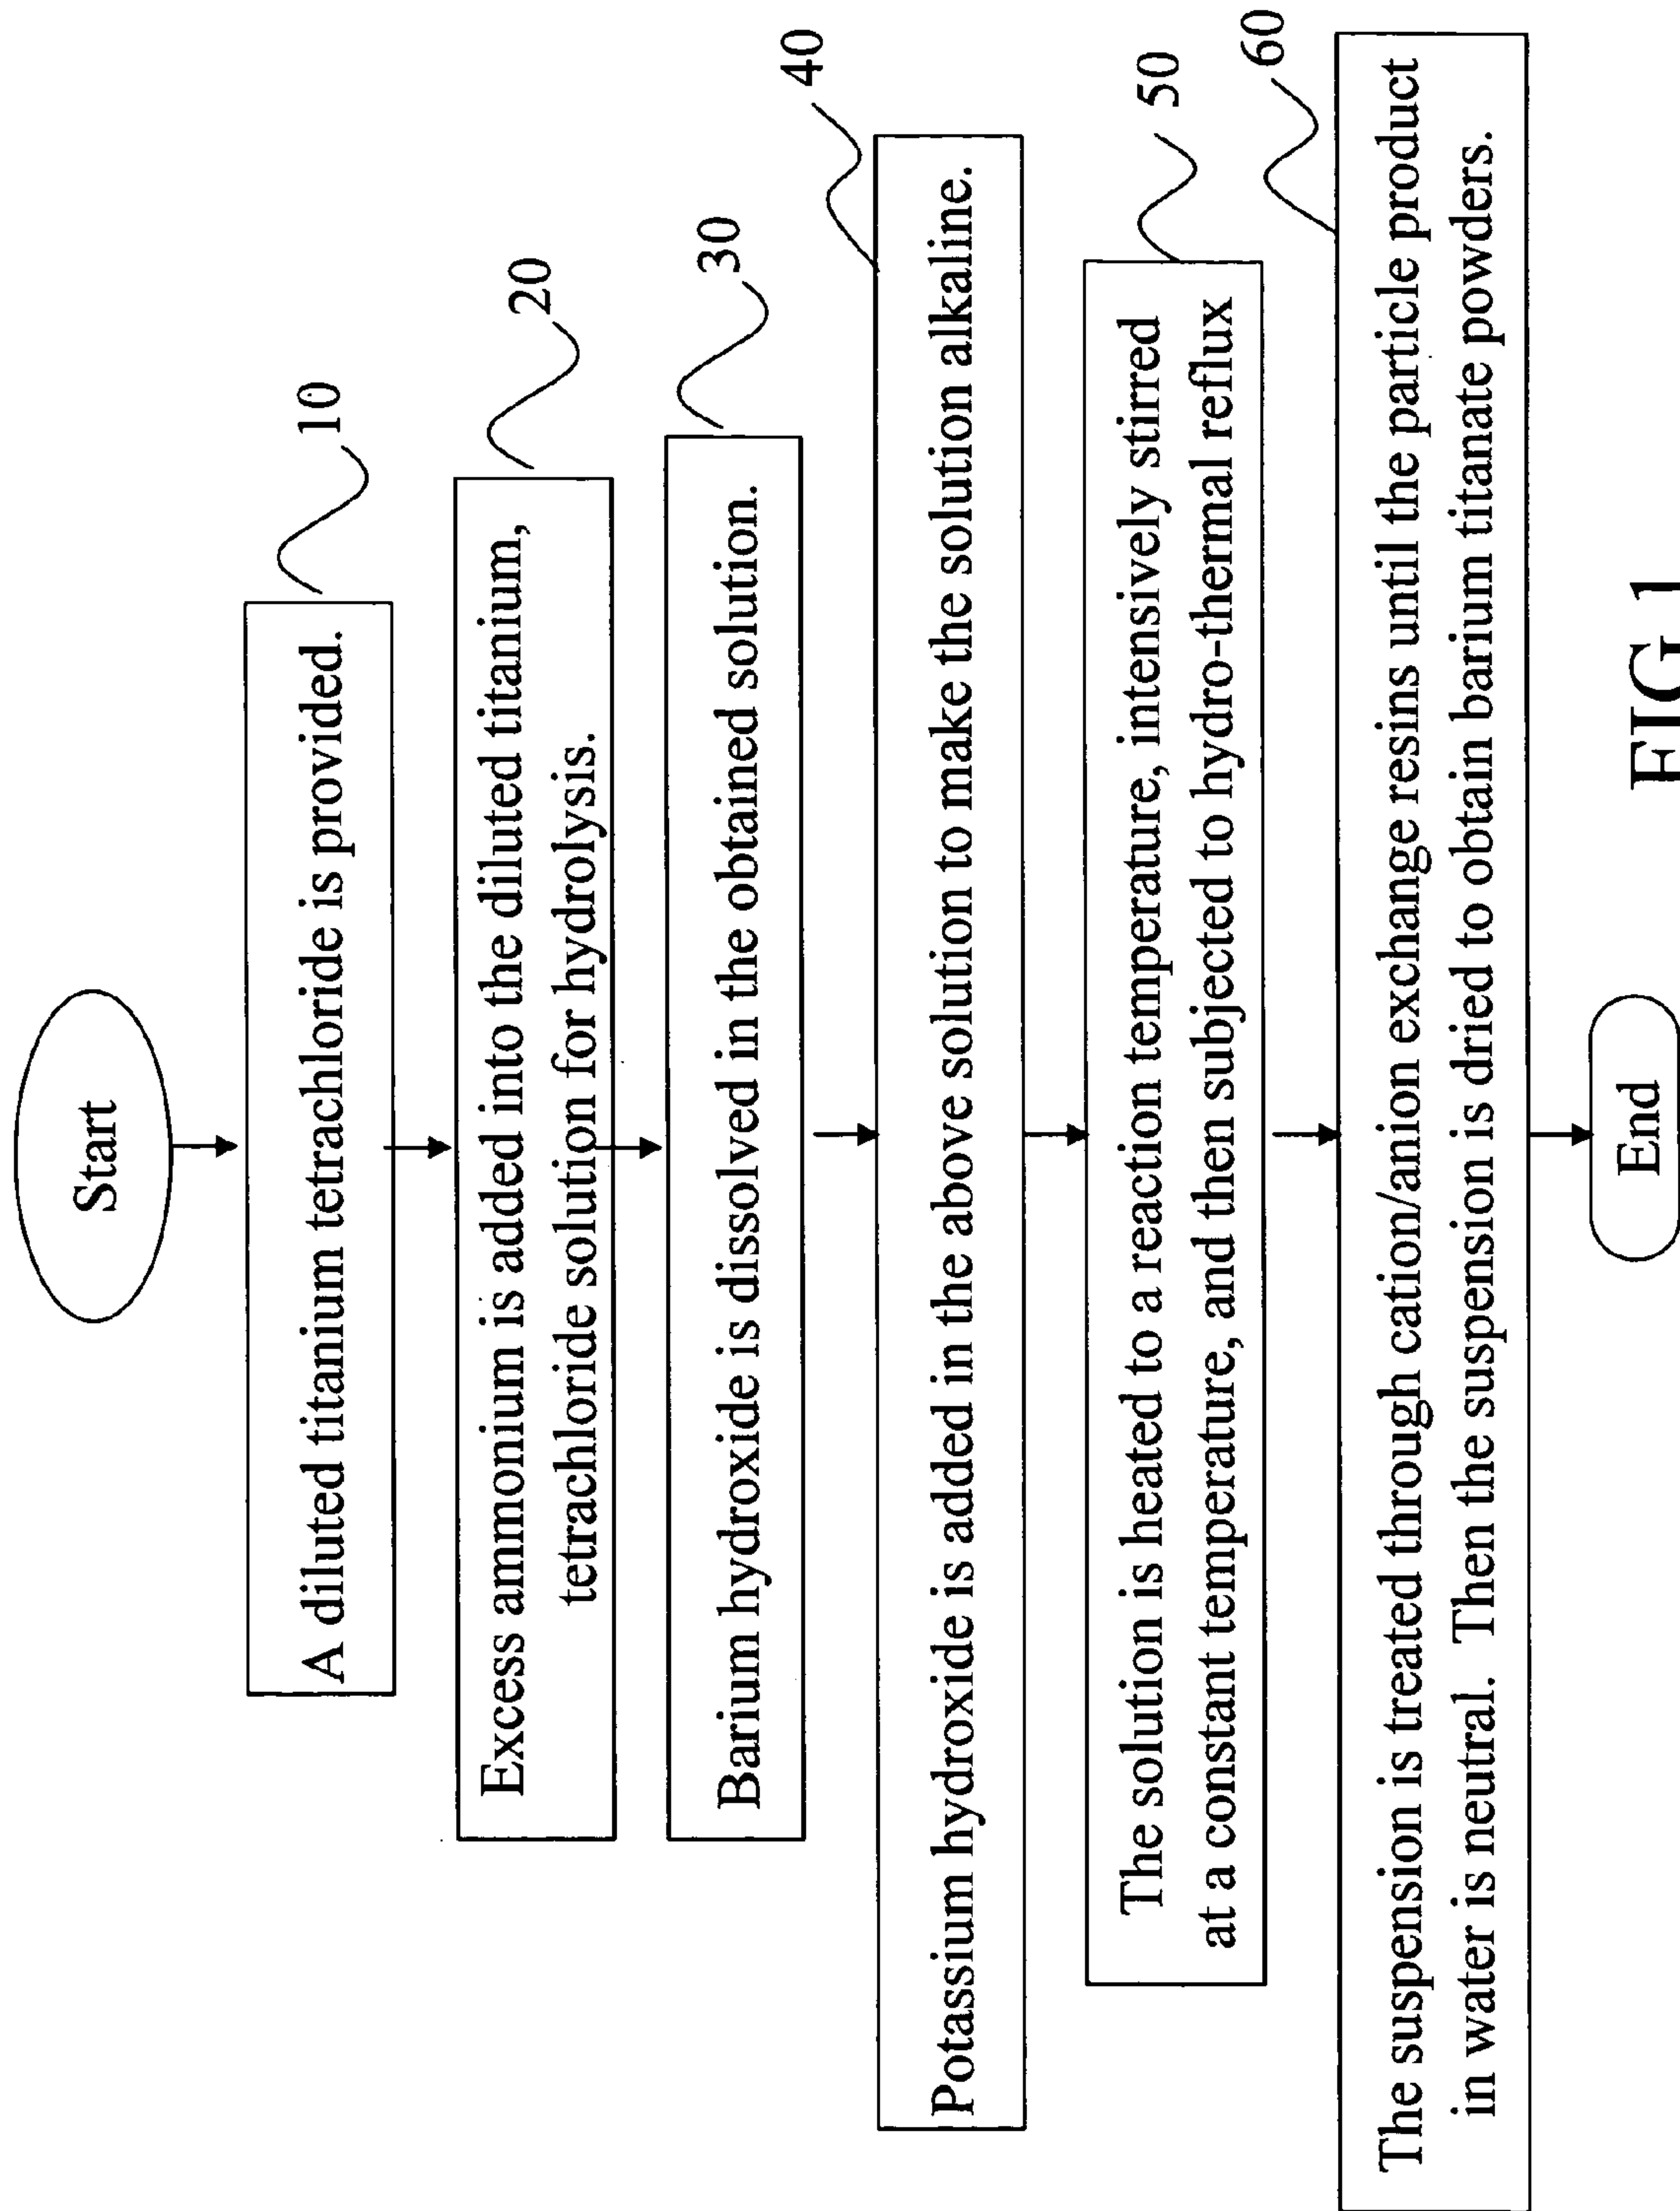 Start
10
A diluted titanium tetrachloride is provided.
20
Excess ammonium is added into the diluted titanium,
tetrachloride solution for hydrolysis.
30
Barium hydroxide is dissolved in the obtained solution.
40
Potassium hydroxide is added in the above solution to make the solution alkaline.
50
The solution is heated to a reaction temperature, intensively stirred
at a constant temperature, and then subjected to hydro-thermal reflux
60
The suspension is treated through cation/anion exchange resins until the particle product
in water is neutral. Then the suspension is dried to obtain barium titanate powders.
End
FIG 1